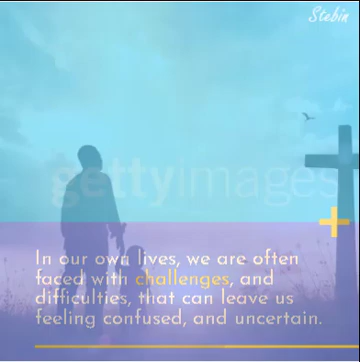 Stebin
gettyimages
In our own lives, we are often
faced with challenges, and
difficulties, that can leave us
feeling confused, and uncertain.